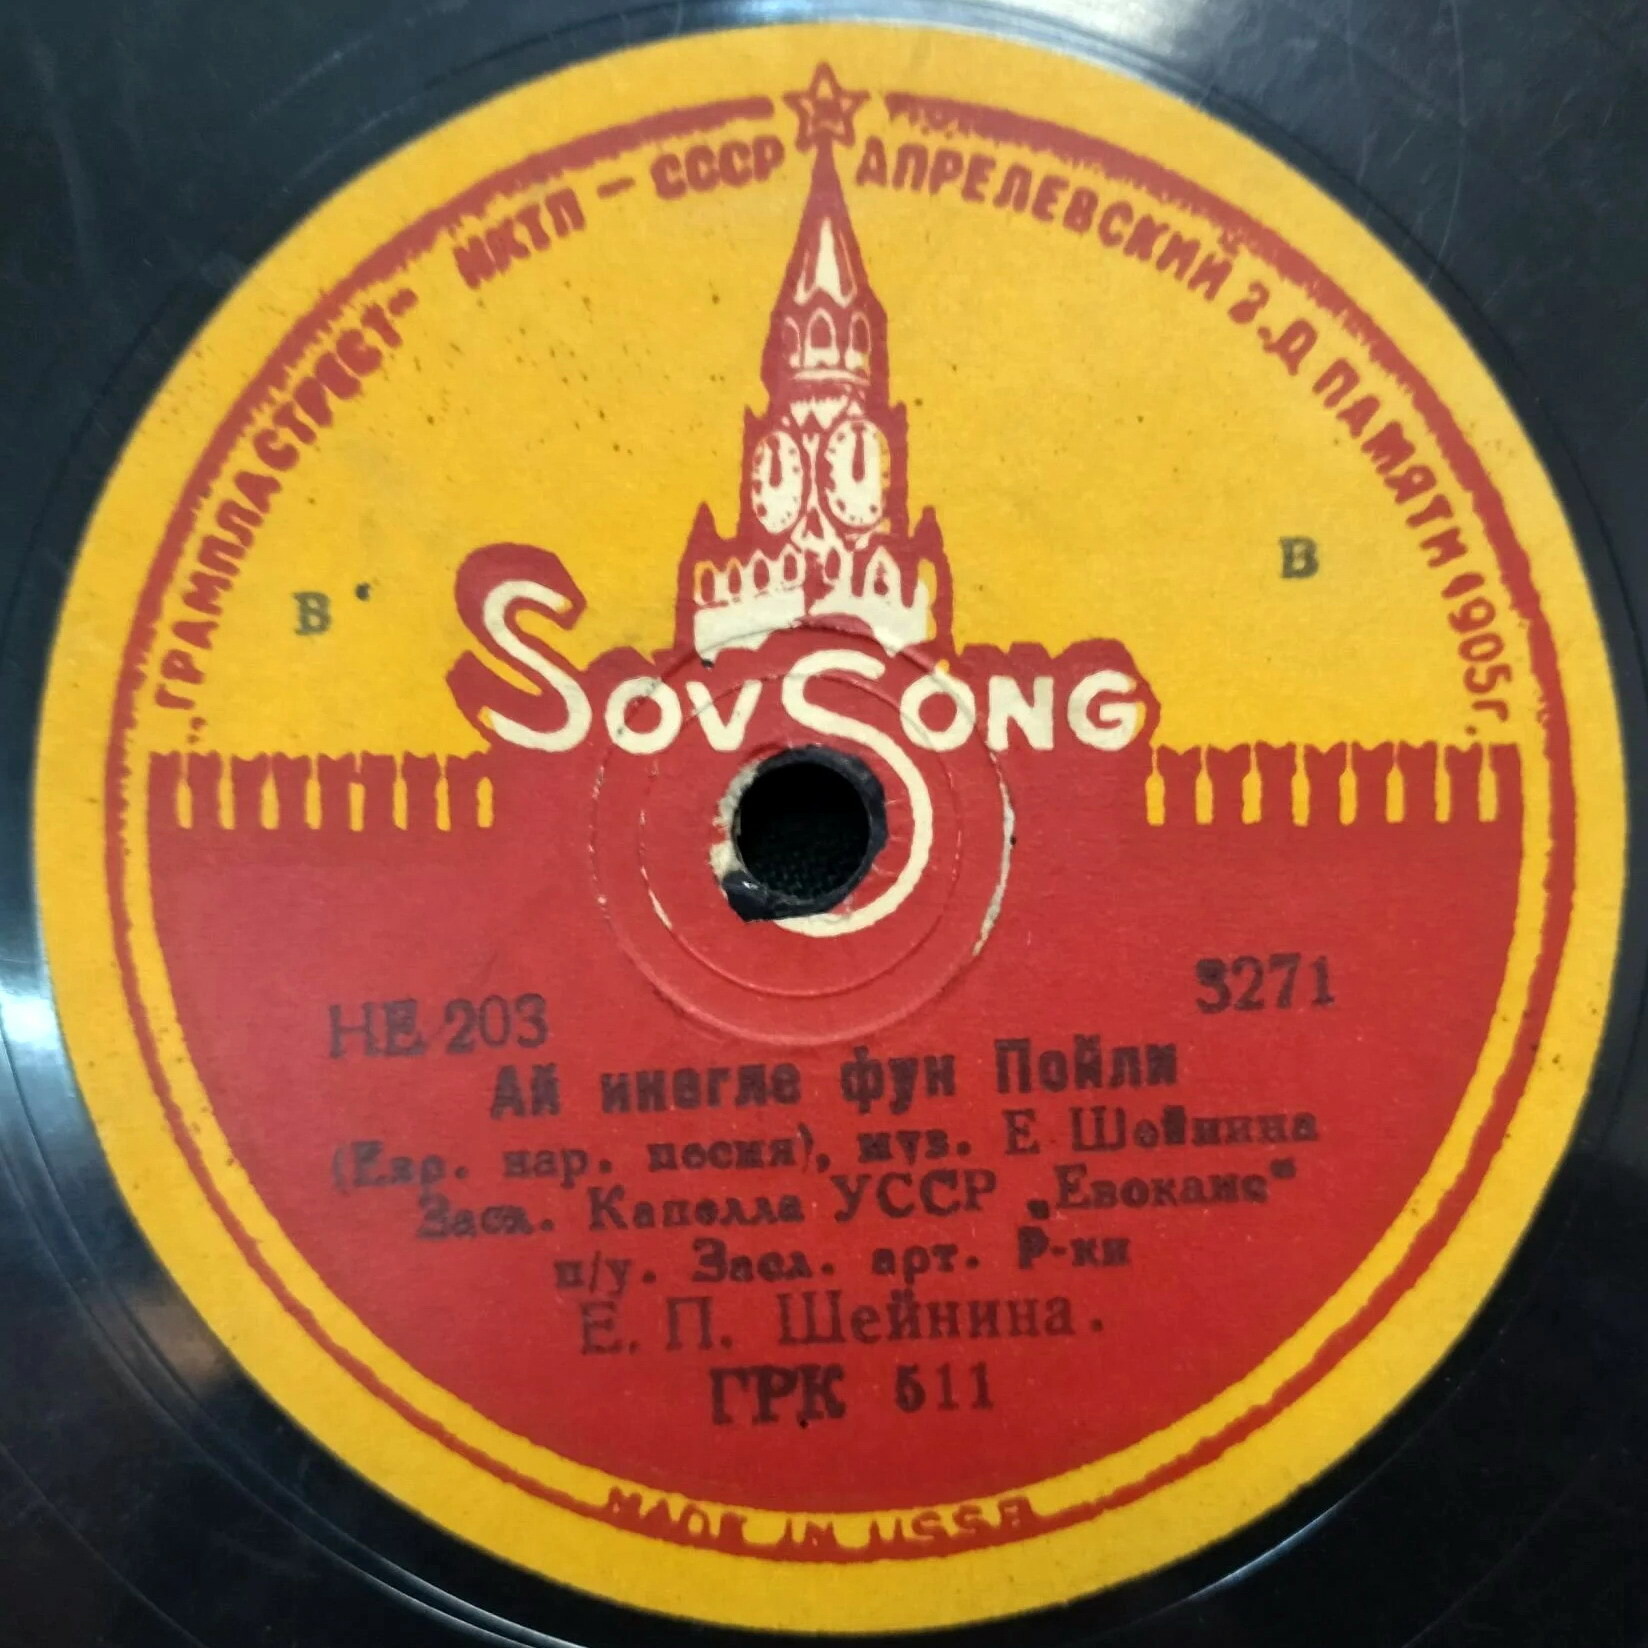 „ГРАМПЛАСТРЕСТ“ НКТП – СССР АПРЕЛЕВСКИЙ З-Д ПАМЯТИ 1905 г.
В В
SovSong
НЕ 203 3271
Ай инегле фун Пойли
(Евр. нар. песня), муз. Е Шейнина
Засл. Капелла УССР „Евоканс“
п/у. Засл. арт. Р-ки
Е. П. Шейнина.
ГРК 511
MADE IN USSR